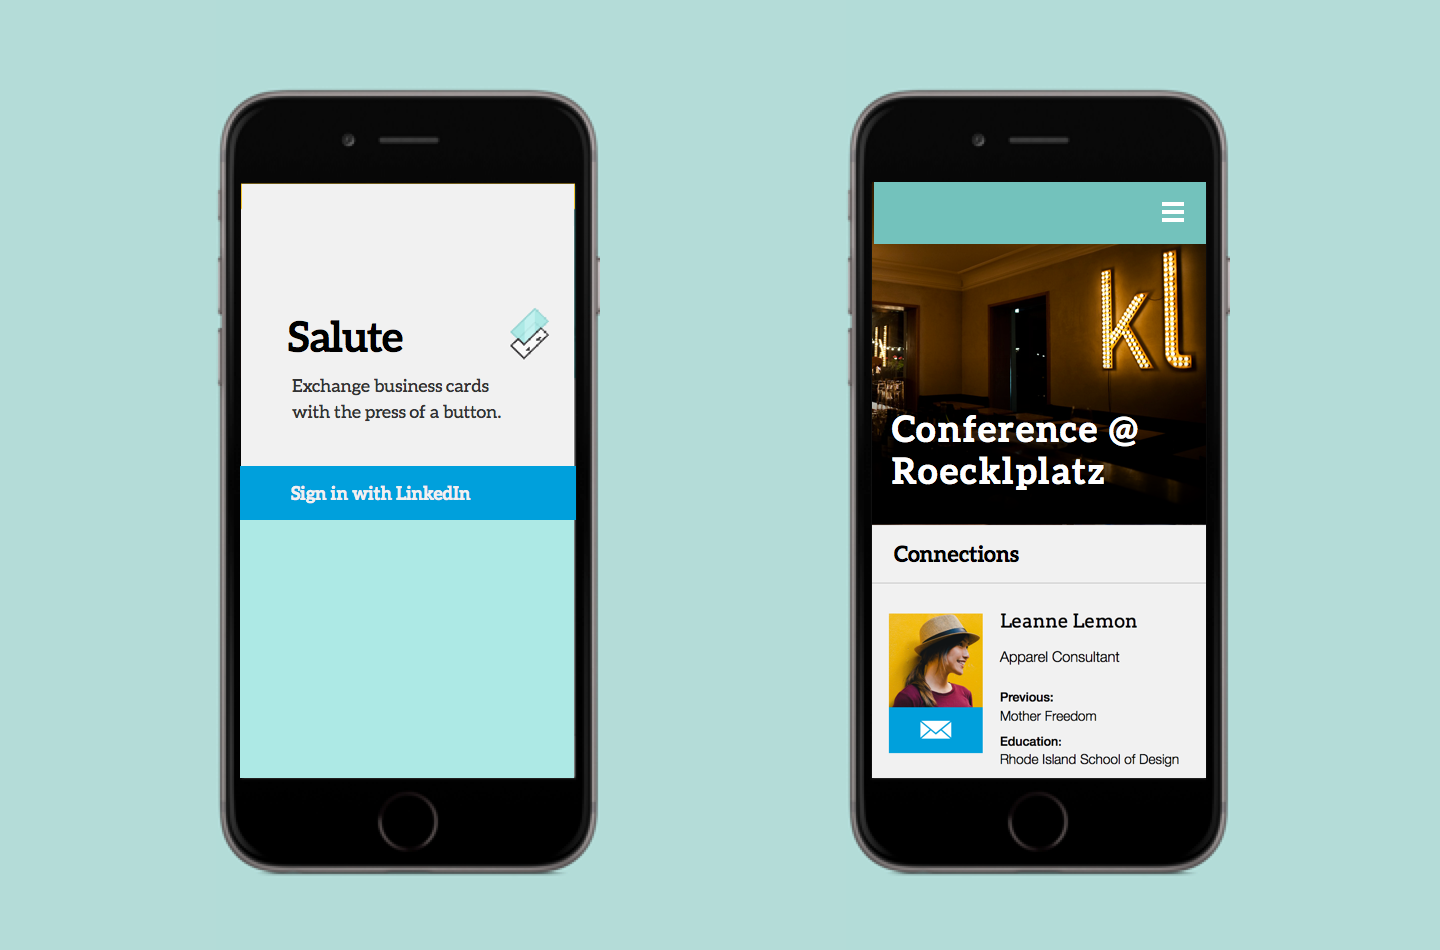 Salute
Exchange business cards
with the press of a button.
Sign in with LinkedIn
kl
Conference @
Roecklplatz
Connections
Leanne Lemon
Apparel Consultant
Previous:
Mother Freedom
Education:
Rhode Island School of Design